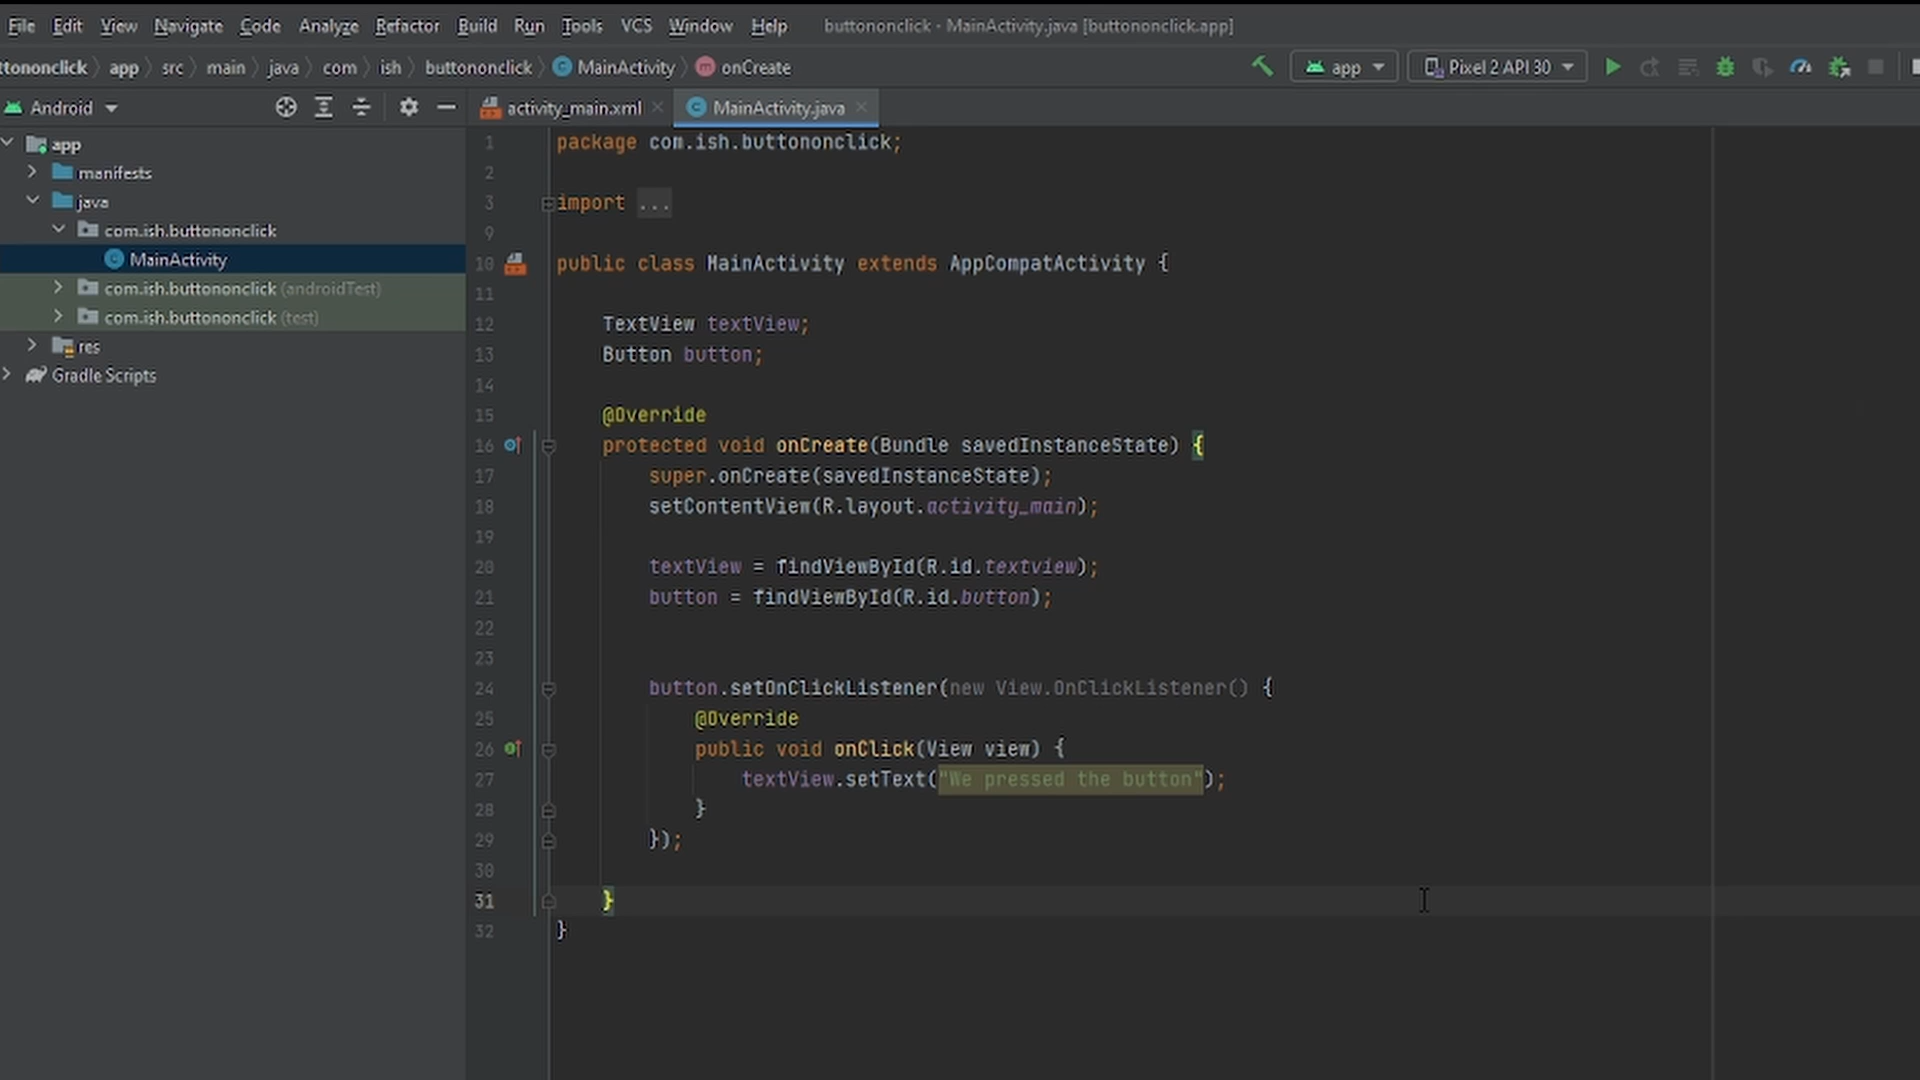 File Edit View Navigate Code Analyze Refactor Build Run Tools VCS Window Help buttononclick - MainActivity.java [buttononclick.app]
ttononclick app src main java com ish buttononclick MainActivity onCreate app Pixel 2 API 30
Android activity_main.xml MainActivity.java
app
manifests
java
com.ish.buttononclick
MainActivity
com.ish.buttononclick (androidTest)
com.ish.buttononclick (test)
res
Gradle Scripts
1 package com.ish.buttononclick;
2
3 import ...
9
10 public class MainActivity extends AppCompatActivity {
11
12 TextView textView;
13 Button button;
14
15 @Override
16 protected void onCreate(Bundle savedInstanceState) {
17 super.onCreate(savedInstanceState);
18 setContentView(R.layout.activity_main);
19
20 textView = findViewById(R.id.textview);
21 button = findViewById(R.id.button);
22
23
24 button.setOnClickListener(new View.OnClickListener() {
25 @Override
26 public void onClick(View view) {
27 textView.setText("We pressed the button");
28 }
29 });
30
31 }
32 }